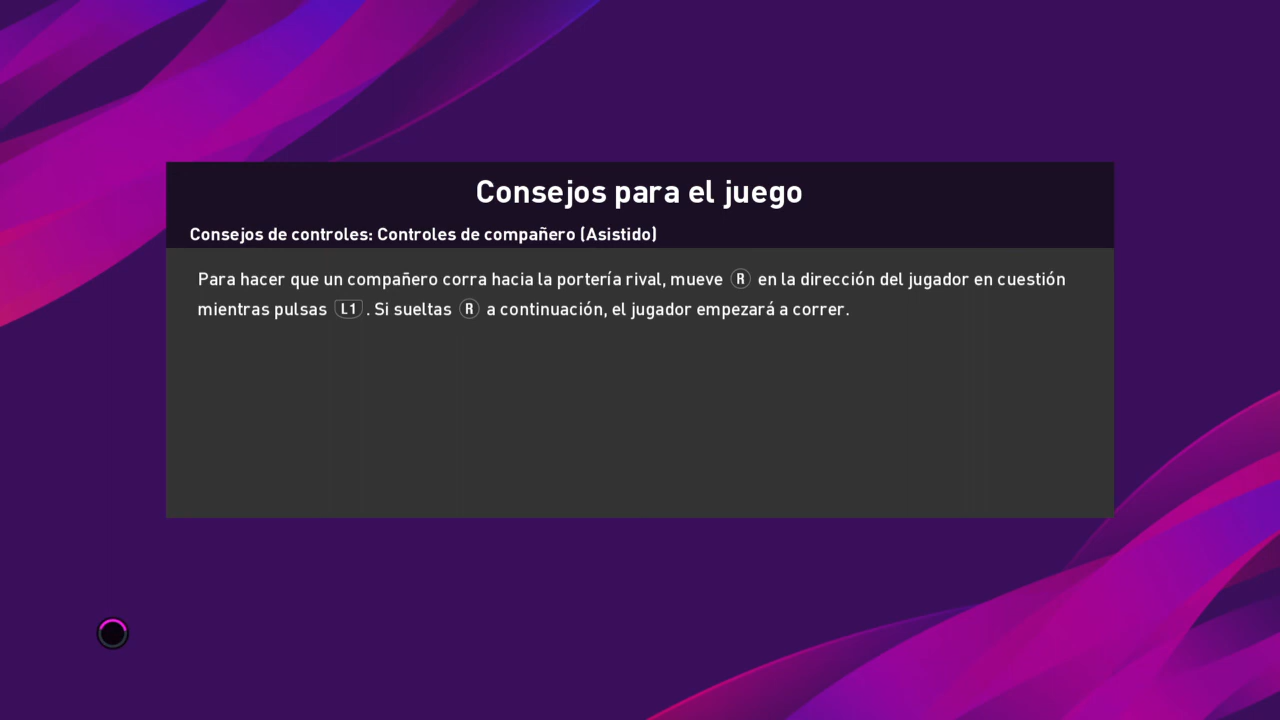 Consejos para el juego
Consejos de controles: Controles de compañero (Asistido)
Para hacer que un compañero corra hacia la portería rival, mueve R en la dirección del jugador en cuestión
mientras pulsas L1. Si sueltas R a continuación, el jugador empezará a correr.